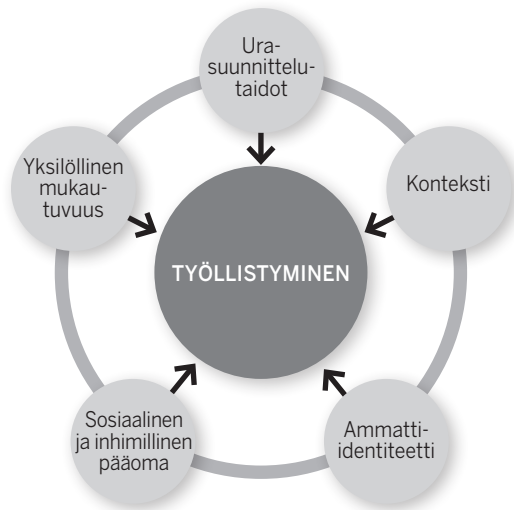 Ura-
suunnittelu-
taidot
Yksilöllinen
mukau-
tuvuus
Konteksti
TYÖLLISTYMINEN
Sosiaalinen
ja inhimillinen
pääoma
Ammatti-
identiteetti